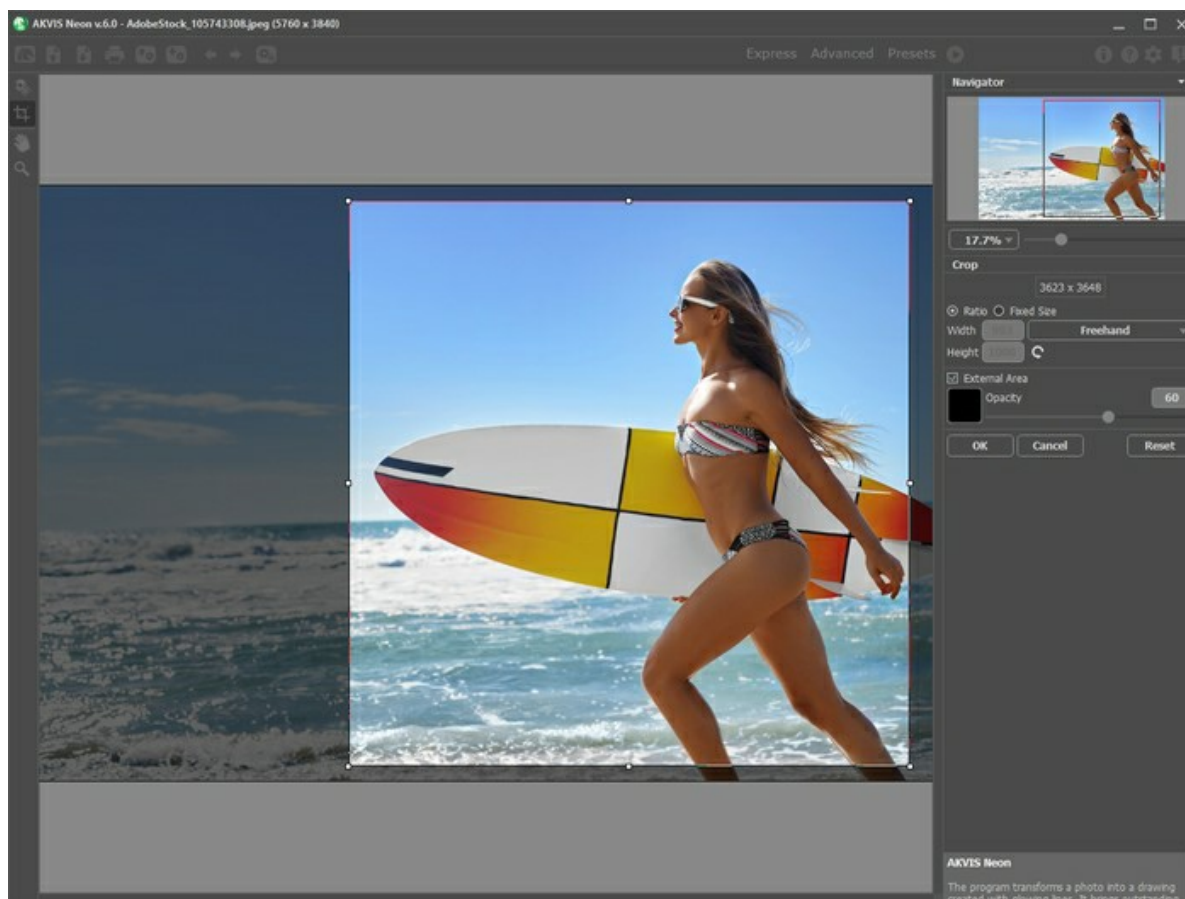 AKVIS Neon v.6.0 - AdobeStock_105743308.jpeg (5760 x 3840)
Express Advanced Presets
Navigator
17.7%
Crop
3623 x 3648
Ratio Fixed Size
Width Freehand
Height
External Area
Opacity 60
OK Cancel Reset
AKVIS Neon
The program transforms a photo into a drawing